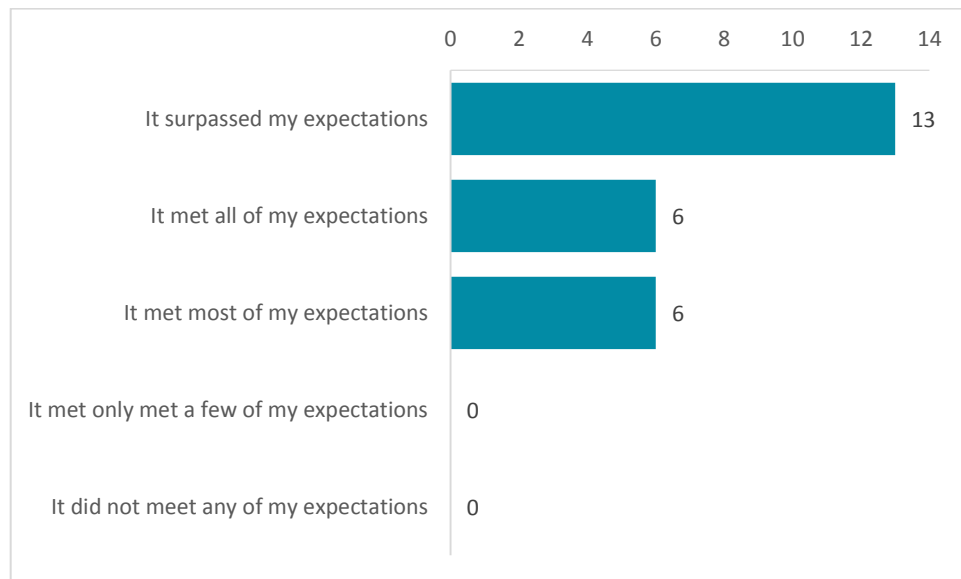 0 2 4 6 8 10 12 14
It surpassed my expectations 13
It met all of my expectations 6
It met most of my expectations 6
It met only met a few of my expectations 0
It did not meet any of my expectations 0